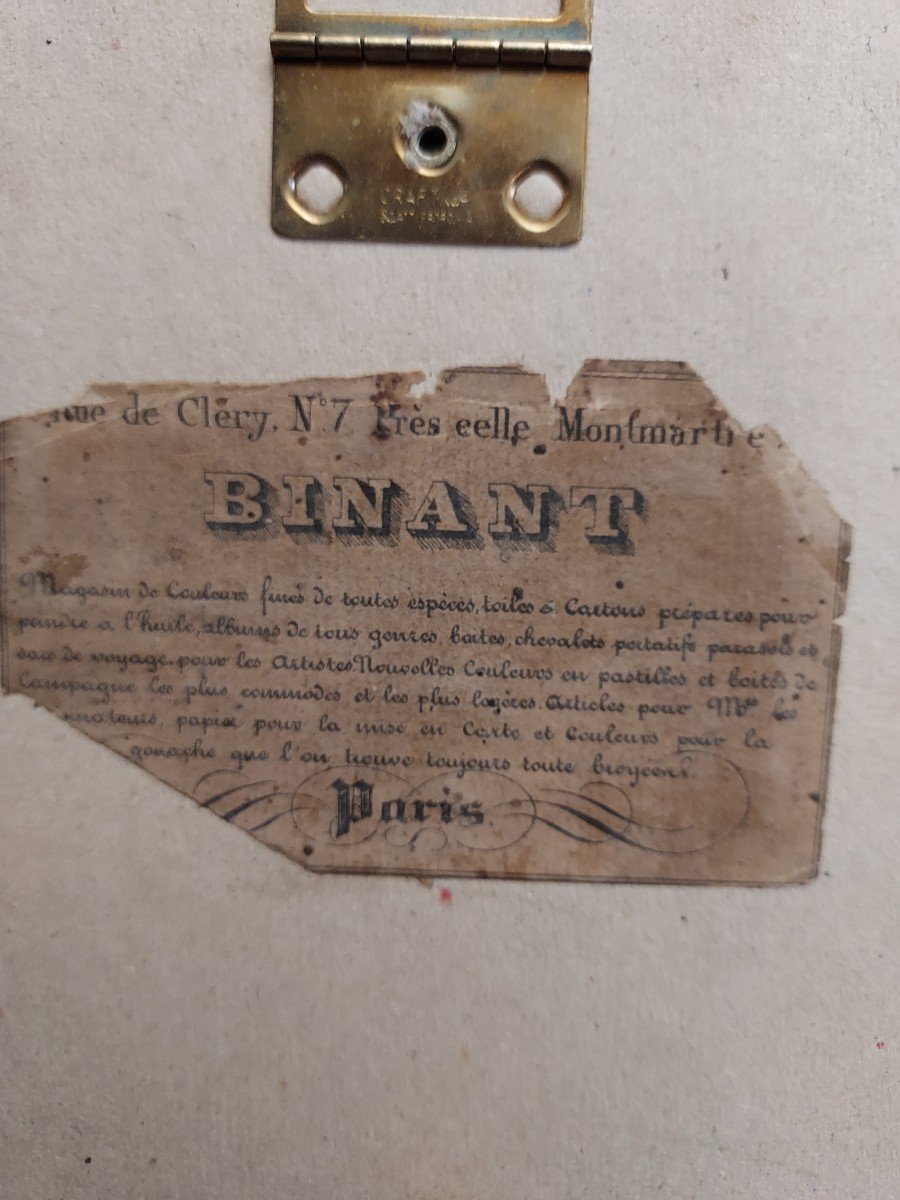 CRAFT Inc
Rue de Cléry, No. 7 Près celle Montmartre
BINANT
Magasin de Couleurs fines de toutes espèces, toiles & Cartons préparés pour
peindre a l'huile, albums de tous genres, boites, chevalets portatifs parasols et
sacs de voyage pour les Artistes Nouvelles Couleurs en pastilles et boites de
Campagne les plus commodes et les plus légères. Articles pour Mrs. les
papier pour la mise en Carte et Couleurs pour la
gouache que l'on trouve toujours toute broyées.
Paris